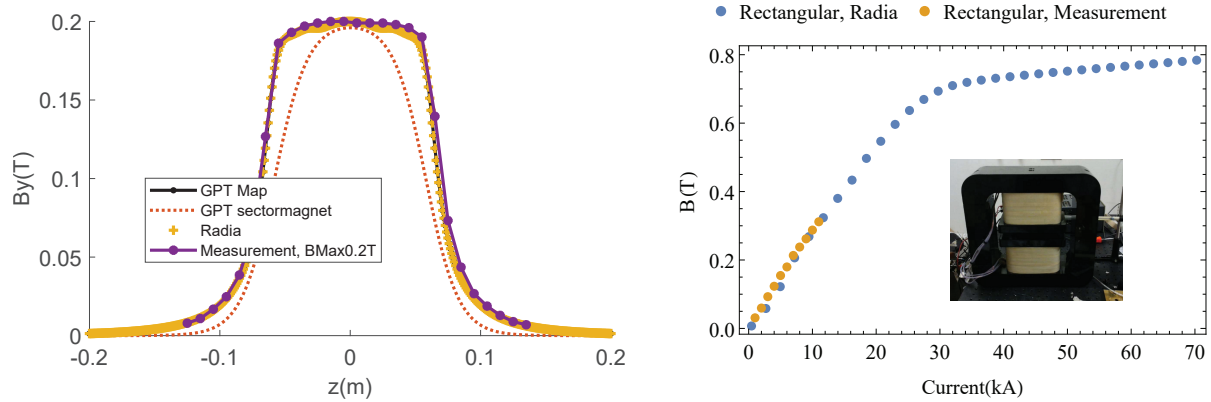 0.2
0.15
0.1
0.05
0
By(T)
GPT Map
GPT sectormagnet
Radia
Measurement, BMax0.2T
-0.2 -0.1 0 0.1 0.2
z(m)
Rectangular, Radia Rectangular, Measurement
0.8
0.6
0.4
0.2
0.0
B(T)
0 10 20 30 40 50 60 70
Current(kA)